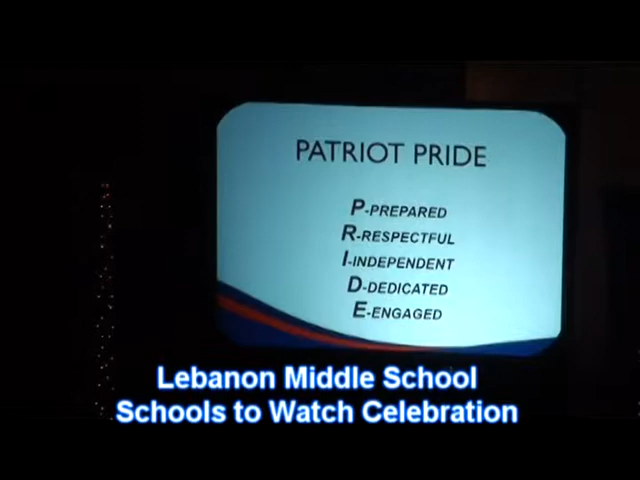 PATRIOT PRIDE
P-PREPARED
R-RESPECTFUL
I-INDEPENDENT
D-DEDICATED
E-ENGAGED
Lebanon Middle School
Schools to Watch Celebration